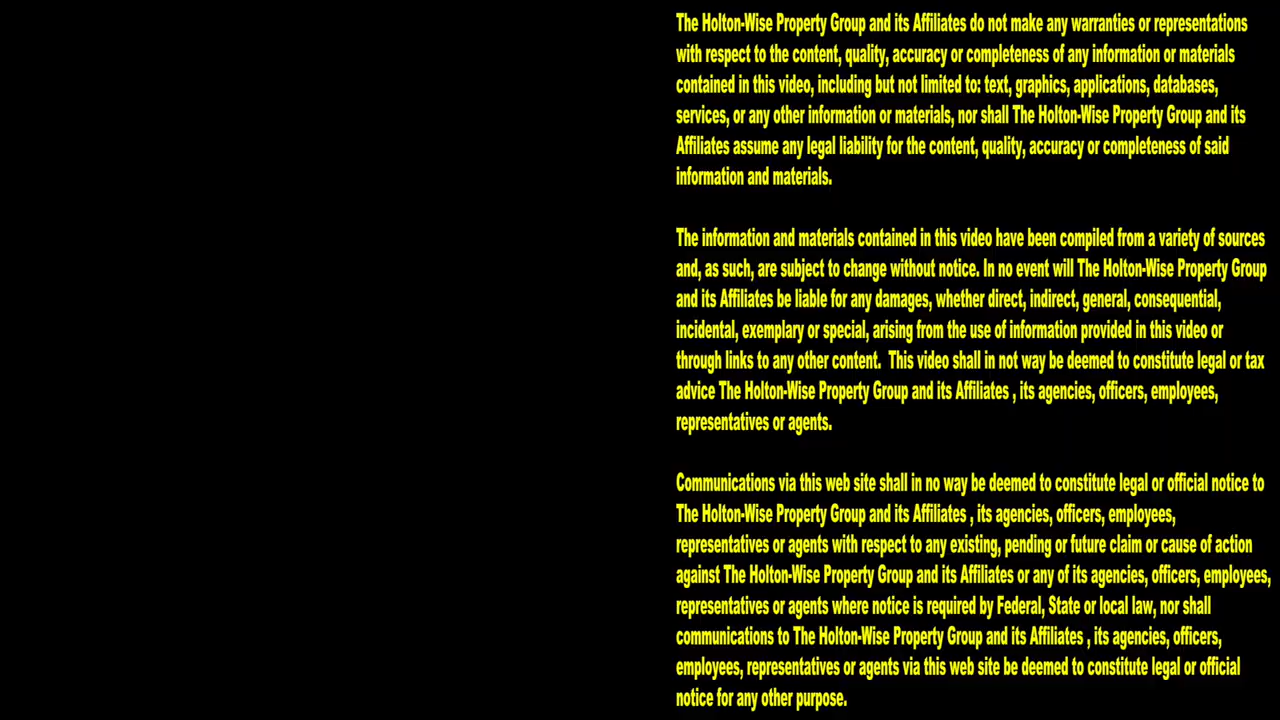 The Holton-Wise Property Group and its Affiliates do not make any warranties or representations
with respect to the content, quality, accuracy or completeness of any information or materials
contained in this video, including but not limited to: text, graphics, applications, databases,
services, or any other information or materials, nor shall The Holton-Wise Property Group and its
Affiliates assume any legal liability for the content, quality, accuracy or completeness of said
information and materials.
The information and materials contained in this video have been compiled from a variety of sources
and, as such, are subject to change without notice. In no event will The Holton-Wise Property Group
and its Affiliates be liable for any damages, whether direct, indirect, general, consequential,
incidental, exemplary or special, arising from the use of information provided in this video or
through links to any other content.  This video shall in not way be deemed to constitute legal or tax
advice The Holton-Wise Property Group and its Affiliates , its agencies, officers, employees,
representatives or agents.
Communications via this web site shall in no way be deemed to constitute legal or official notice to
The Holton-Wise Property Group and its Affiliates , its agencies, officers, employees,
representatives or agents with respect to any existing, pending or future claim or cause of action
against The Holton-Wise Property Group and its Affiliates or any of its agencies, officers, employees,
representatives or agents where notice is required by Federal, State or local law, nor shall
communications to The Holton-Wise Property Group and its Affiliates , its agencies, officers,
employees, representatives or agents via this web site be deemed to constitute legal or official
notice for any other purpose.